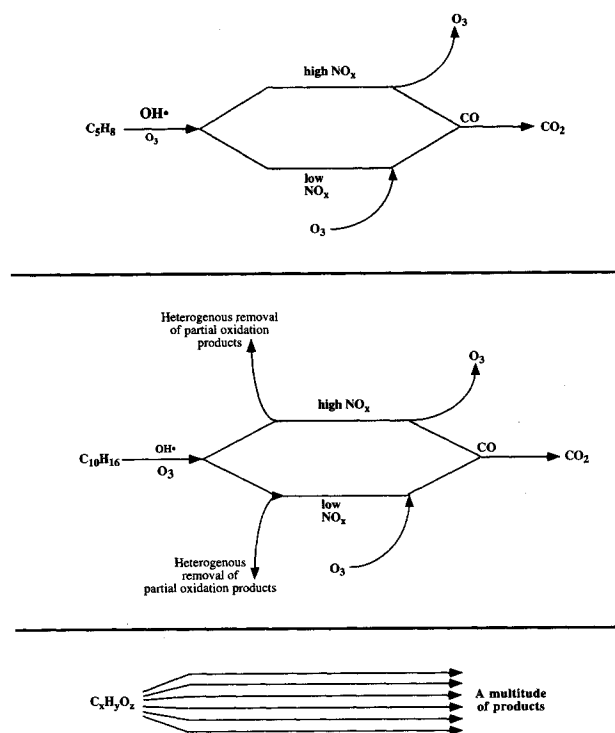 O3
high NOx
OH•
C5H8
O3
CO
CO2
low
NOx
O3
Heterogenous removal
of partial oxidation
products
O3
high NOx
OH•
C10H16
O3
CO
CO2
low
NOx
Heterogenous
removal of
partial oxidation products
O3
CxHyOz
A multitude
of products